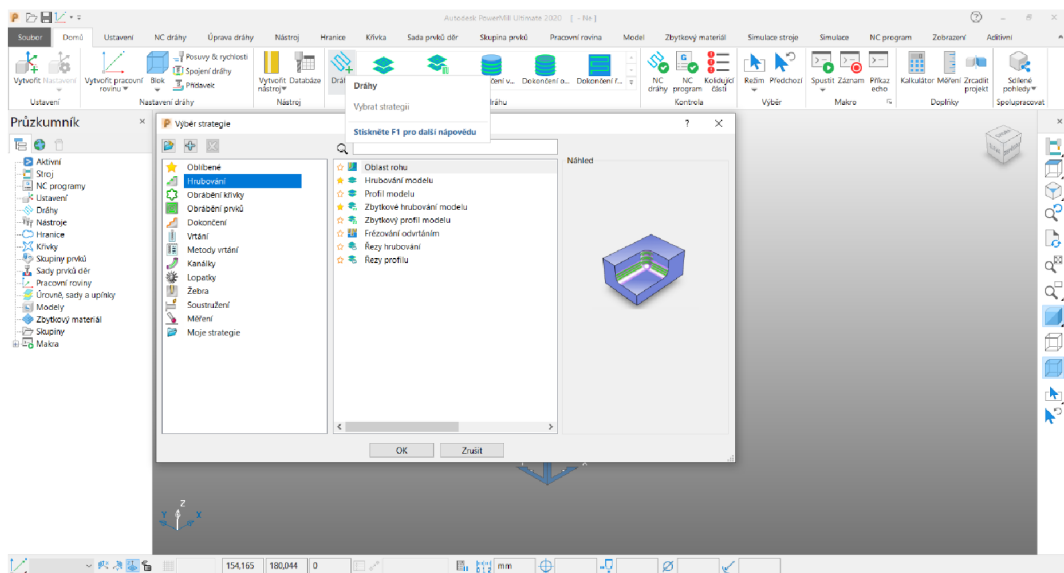 Autodesk PowerMill Ultimate 2020 [ - Ne ]
Soubor Domů Ustavení NC dráhy Úprava dráhy Nástroj Hranice Křivka Sada prvků děr Skupina prvků Pracovní rovina Model Zbytkový materiál Simulace stroje Simulace NC program Zobrazení Aditivní
Vytvořit Nastavení
Ustavení
Vytvořit pracovní rovinu
Blok
Posuvy & rychlosti
Spojení dráhy
Přídavek
Nastavení dráhy
Vytvořit nástroj
Databáze
Nástroj
Dokončení o...
Dokončení ř...
NC dráhy
NC program
Kolidující části
Kontrola
Režim Předchozí
Výběr
Spustit Záznam Příkaz echo
Makro
Kalkulátor Měření Zrcadlit projekt
Doplňky
Sdílené pohledy
Spolupracovat
Dráhy
Vybrat strategii
Stiskněte F1 pro další nápovědu
Průzkumník
Aktivní
Stroj
NC programy
Ustavení
Dráhy
Nástroje
Hranice
Křivky
Skupiny prvků
Sady prvků děr
Pracovní roviny
Úrovně, sady a upínky
Modely
Zbytkový materiál
Skupiny
Makra
Výběr strategie
Oblíbené
Hrubování
Obrábění křivky
Obrábění prvků
Dokončení
Vrtání
Metody vrtání
Kanálky
Lopatky
Žebra
Soustružení
Měření
Moje strategie
Oblast rohu
Hrubování modelu
Profil modelu
Zbytkové hrubování modelu
Zbytkový profil modelu
Frézování odvrtáním
Řezy hrubování
Řezy profilu
Náhled
OK Zrušit
Z
Y X
154,165 180,044 0 mm